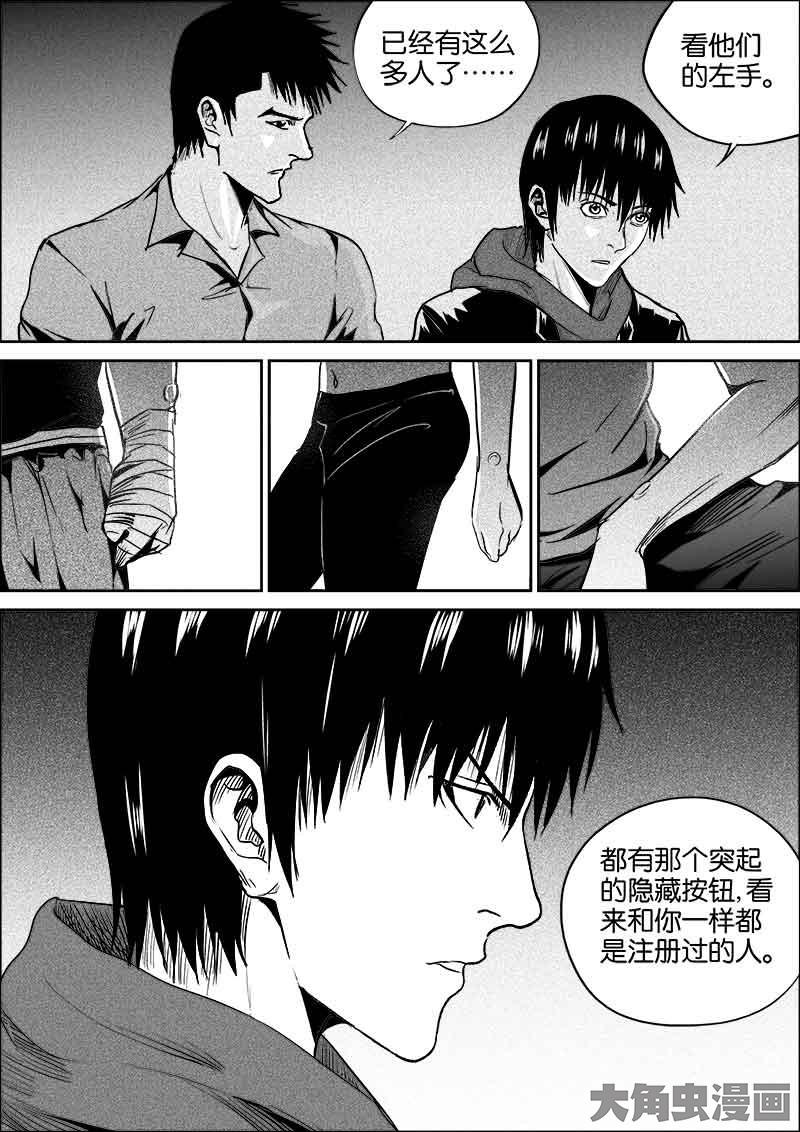 已经有这么
多人了……
看他们
的左手。
都有那个突起
的隐藏按钮,看
来和你一样都
是注册过的人。
大角虫漫画